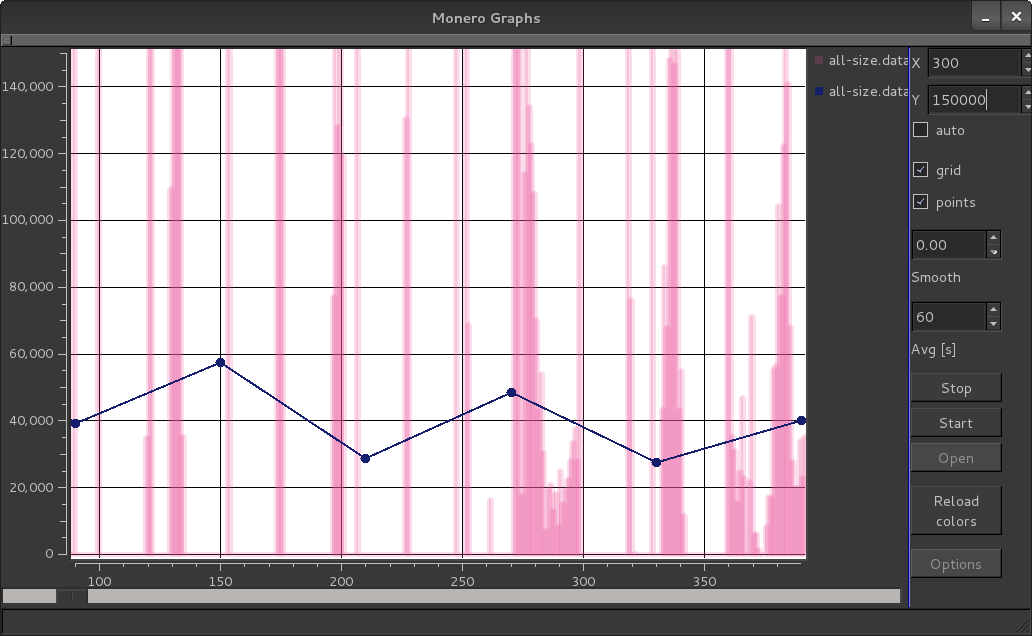 Monero Graphs
140,000
120,000
100,000
80,000
60,000
40,000
20,000
0
100
150
200
250
300
350
all-size.data
all-size.data
X 300
Y 150000
auto
grid
points
0.00
Smooth
60
Avg [s]
Stop
Start
Open
Reload
colors
Options